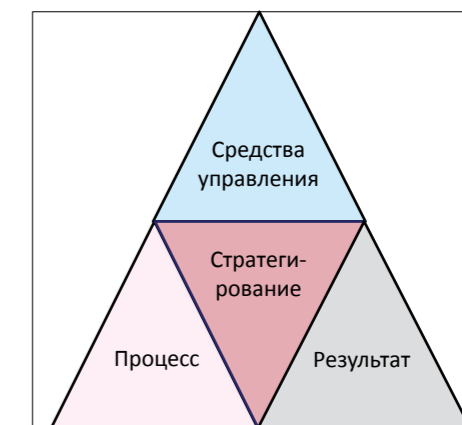 Средства
управления
Стратеги-
рование
Процесс
Результат